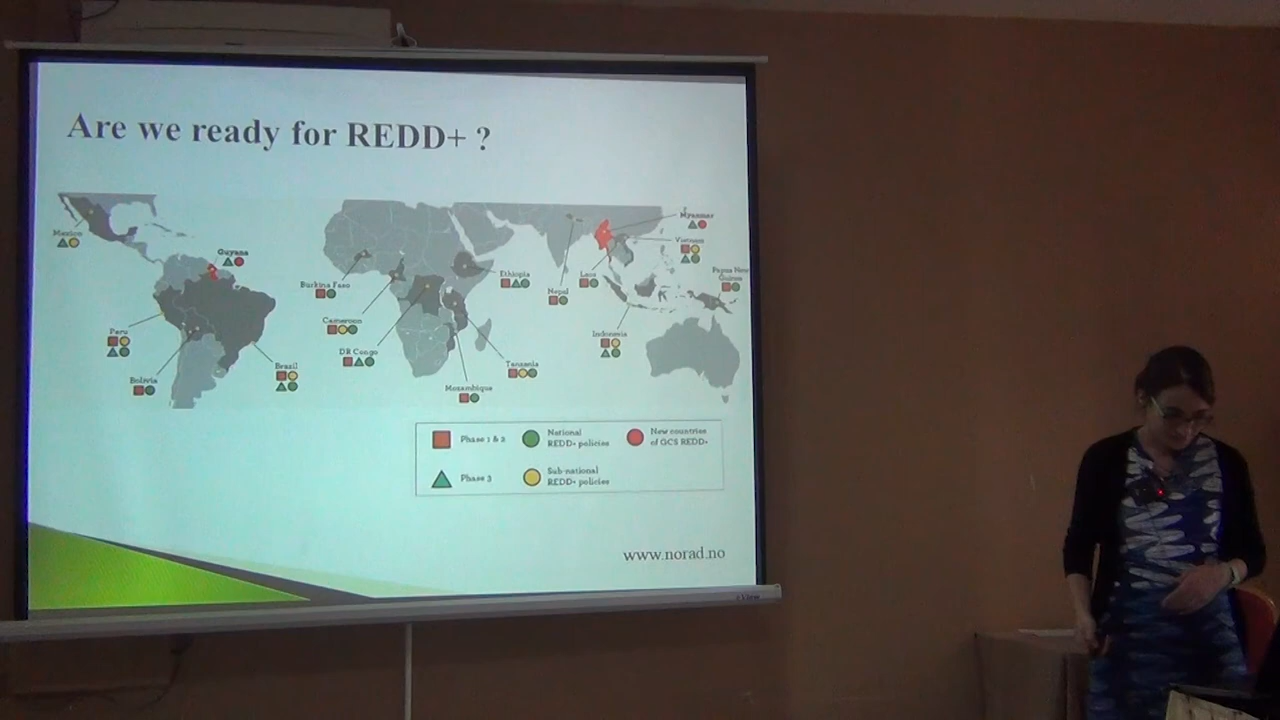 Are we ready for REDD+ ?
Mexico
Guyana
Peru
Bolivia
Brazil
Burkina Faso
Cameroon
DR Congo
Ethiopia
Tanzania
Mozambique
Nepal
Laos
Myanmar
Vietnam
Indonesia
Papua New
Guinea
Phase 1 & 2
National
REDD+ policies
New countries
of GCS REDD+
Phase 3
Sub-national
REDD+ policies
www.norad.no